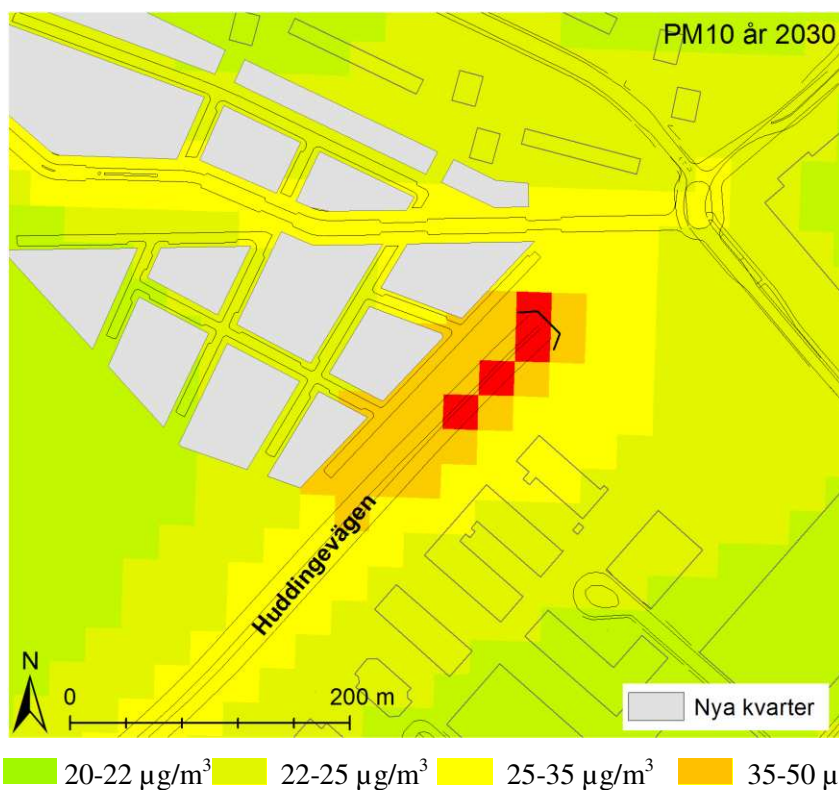 PM10 år 2030
Huddingevägen
N
0 200 m
Nya kvarter
20-22 µg/m³ 22-25 µg/m³ 25-35 µg/m³ 35-50 µ